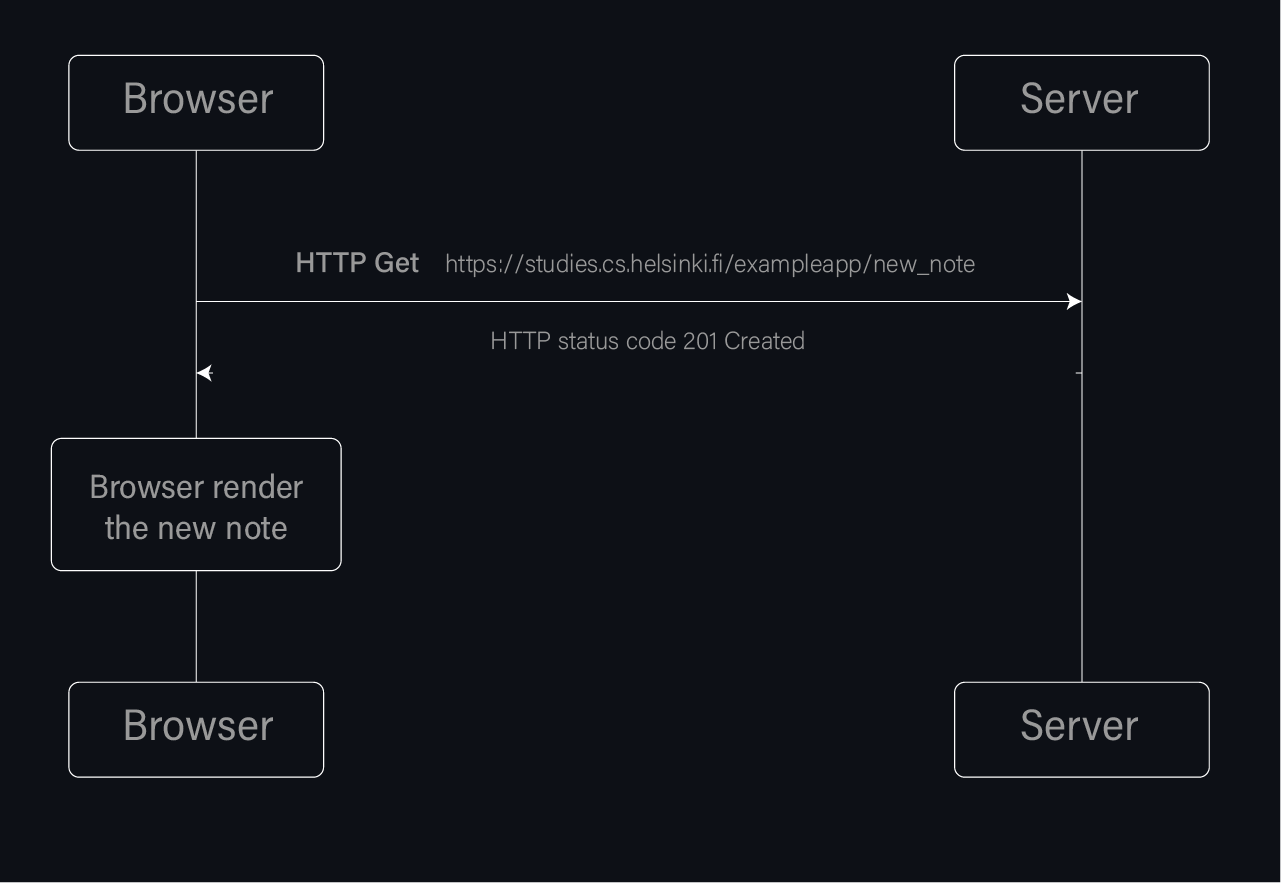 Browser
Server
HTTP Get https://studies.cs.helsinki.fi/exampleapp/new_note
HTTP status code 201 Created
Browser render
the new note
Browser
Server